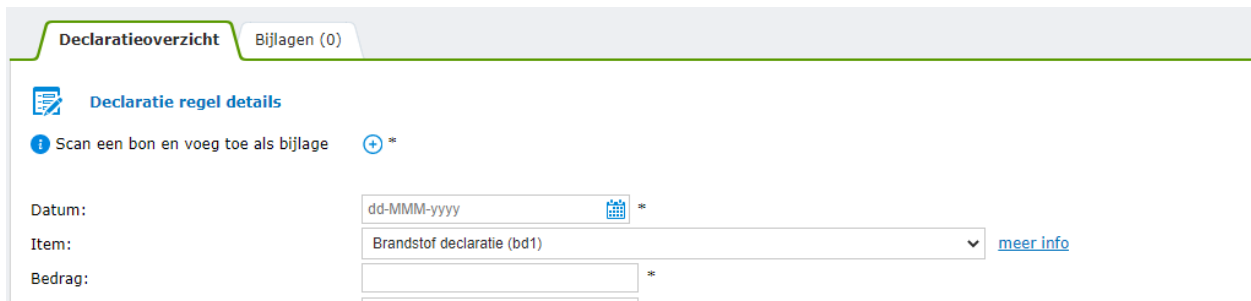 Declaratieoverzicht Bijlagen (0)
Declaratie regel details
Scan een bon en voeg toe als bijlage *
Datum: dd-MMM-yyyy *
Item: Brandstof declaratie (bd1) meer info
Bedrag: *